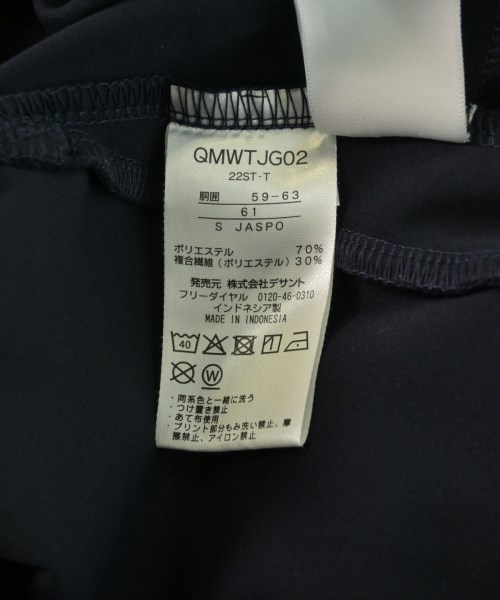 QMWTJG02
22ST-T
胴囲 59-63
61
S JASPO
ポリエステル 70%
複合繊維(ポリエステル)30%
発売元 株式会社デサント
フリーダイヤル 0120-46-0310
インドネシア製
MADE IN INDONESIA
40 W
・同系色と一緒に洗う
・つけ置き禁止
・あて布使用
・プリント部分もみ洗い禁止、摩
擦禁止、アイロン禁止